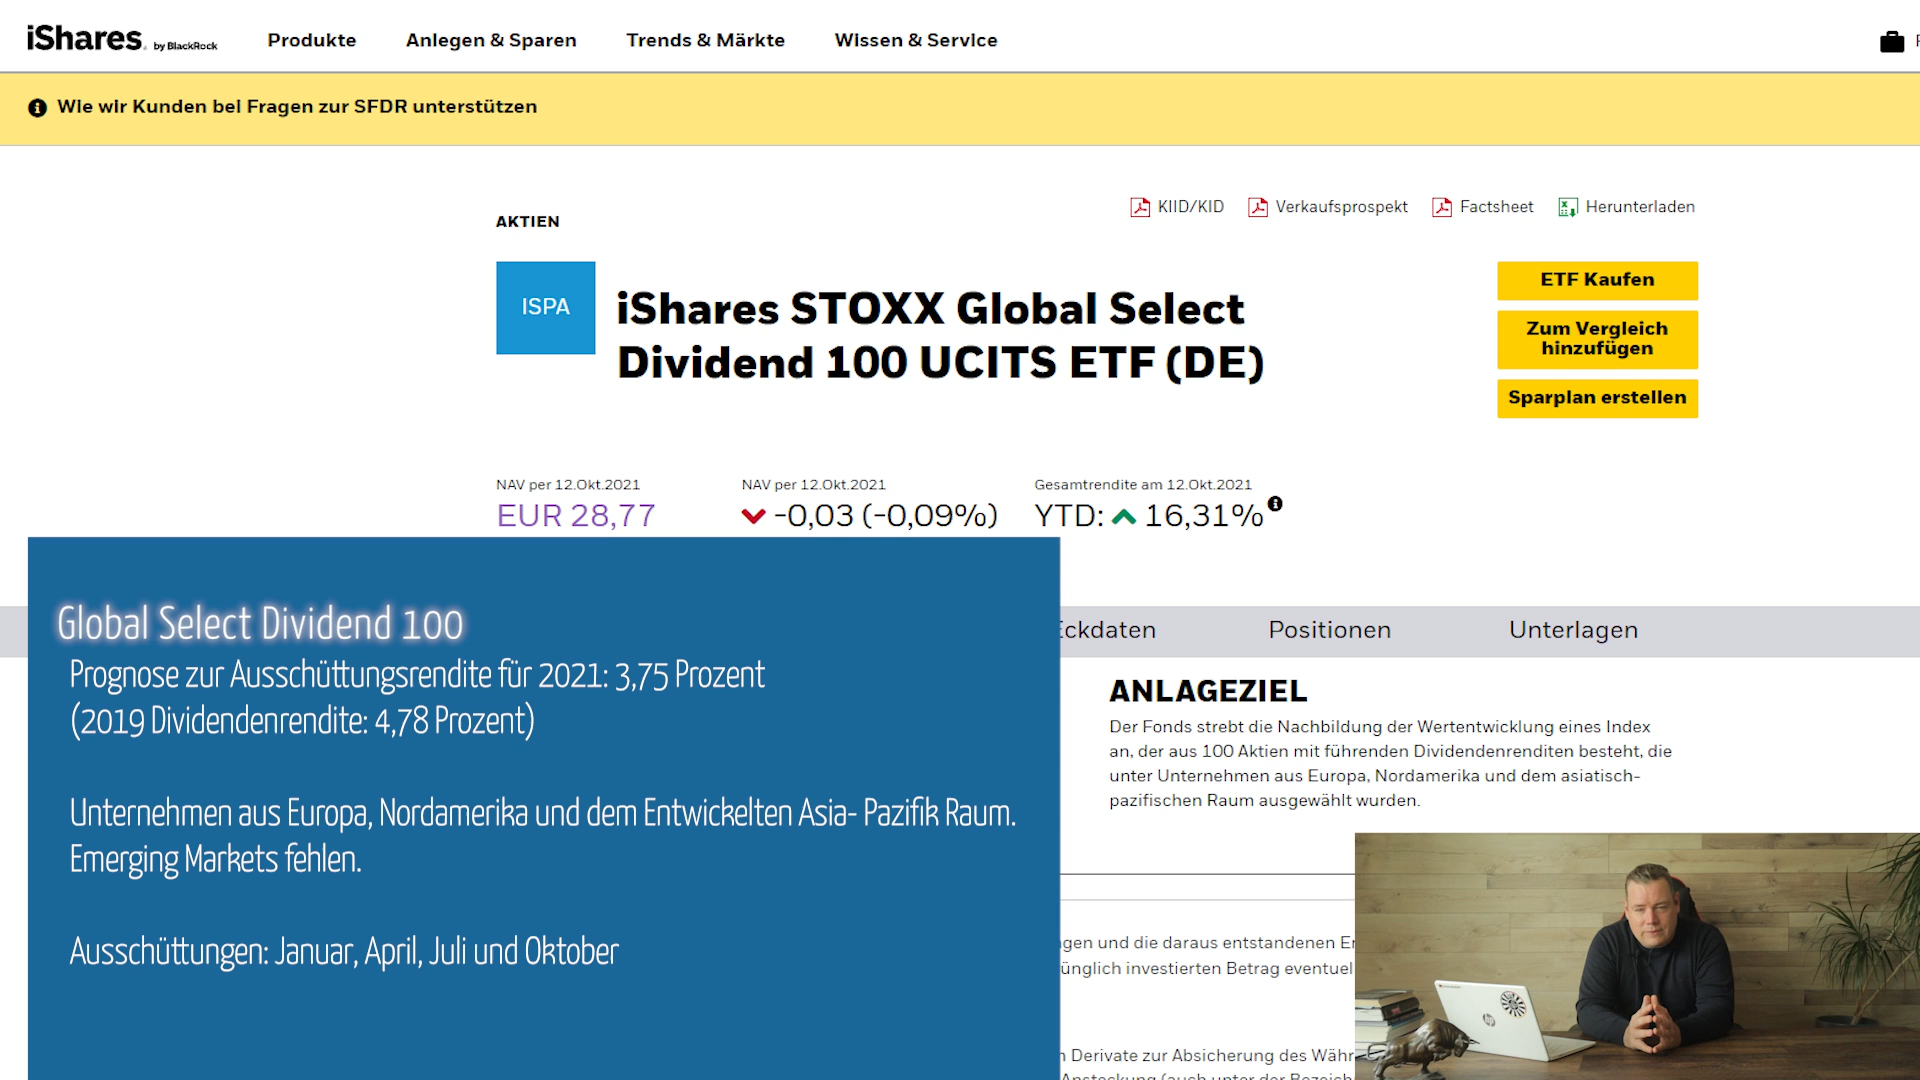 iShares by BlackRock
Produkte
Anlegen & Sparen
Trends & Märkte
Wissen & Service
Wie wir Kunden bei Fragen zur SFDR unterstützen
KIID/KID
Verkaufsprospekt
Factsheet
Herunterladen
AKTIEN
ISPA
iShares STOXX Global Select
Dividend 100 UCITS ETF (DE)
ETF Kaufen
Zum Vergleich
hinzufügen
Sparplan erstellen
NAV per 12.Okt.2021
EUR 28,77
NAV per 12.Okt.2021
-0,03 (-0,09%)
Gesamtrendite am 12.Okt.2021
YTD: 16,31%
Eckdaten
Positionen
Unterlagen
Global Select Dividend 100
Prognose zur Ausschüttungsrendite für 2021: 3,75 Prozent
(2019 Dividendenrendite: 4,78 Prozent)
Unternehmen aus Europa, Nordamerika und dem Entwickelten Asia- Pazifik Raum.
Emerging Markets fehlen.
Ausschüttungen: Januar, April, Juli und Oktober
ANLAGEZIEL
Der Fonds strebt die Nachbildung der Wertentwicklung eines Index
an, der aus 100 Aktien mit führenden Dividendenrenditen besteht, die
unter Unternehmen aus Europa, Nordamerika und dem asiatisch-
pazifischen Raum ausgewählt wurden.
gen und die daraus entstandenen
ünglich investierten Betrag
Derivate zur Absicherung des
hp